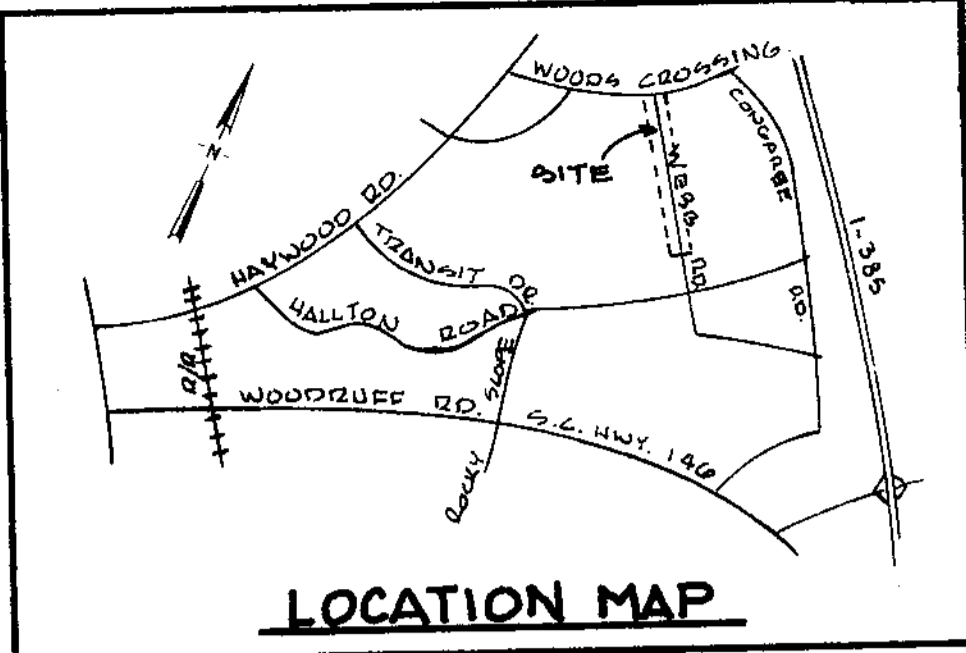 WOODS CROSSING
CONGAREE RD.
-N-
SITE
WEBB RD.
HAYWOOD RD.
TRANSIT DR.
I-385
HALLTON ROAD
R/R
ROCKY SLOPE
WOODRUFF RD. S.C. HWY. 146
LOCATION MAP